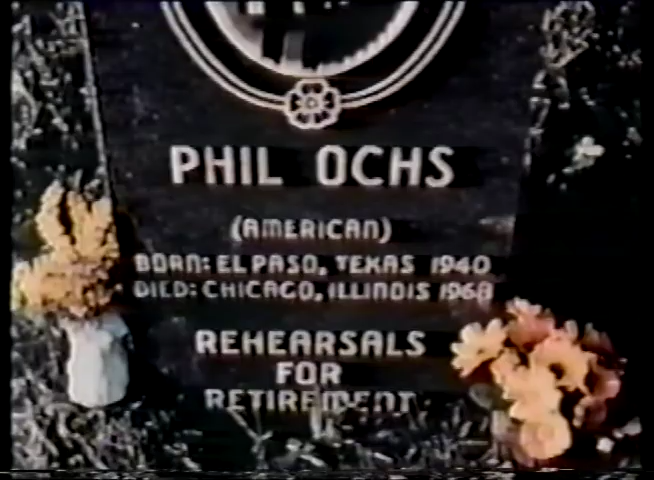 PHIL OCHS
(AMERICAN)
BORN: EL PASO, TEXAS 1940
DIED: CHICAGO, ILLINOIS 1968
REHEARSALS
FOR
RETIREMENT